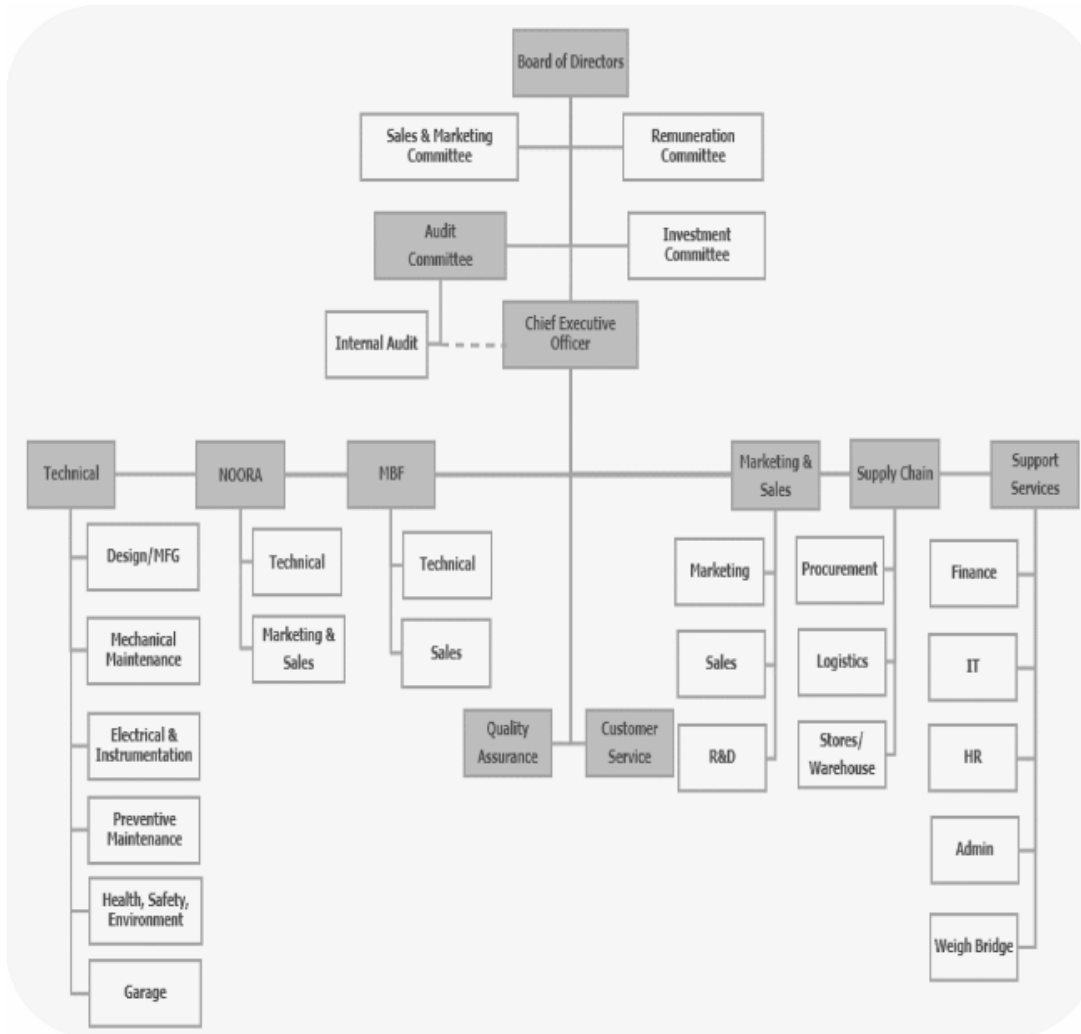 Board of Directors
Sales & Marketing
Committee
Remuneration
Committee
Audit
Committee
Investment
Committee
Internal Audit
Chief Executive
Officer
Technical
NOORA
MBF
Marketing &
Sales
Supply Chain
Support
Services
Design/MFG
Mechanical
Maintenance
Electrical &
Instrumentation
Preventive
Maintenance
Health, Safety,
Environment
Garage
Technical
Marketing &
Sales
Technical
Sales
Quality
Assurance
Customer
Service
Marketing
Sales
R&D
Procurement
Logistics
Stores/
Warehouse
Finance
IT
HR
Admin
Weigh Bridge